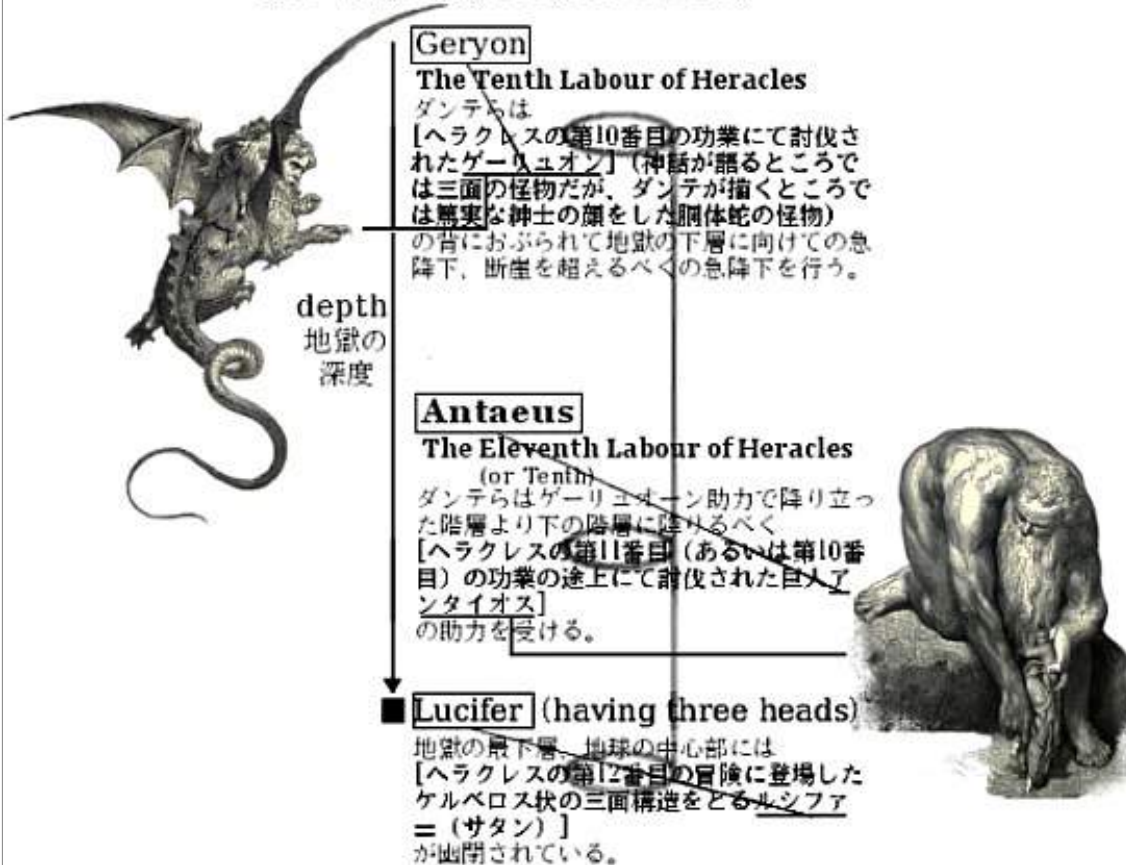 Geryon
The Tenth Labour of Heracles
ダンテらは
[ヘラクレスの第10番目の功業にて討伐さ
れたゲーリュオン]（神話が語るところで
は三面の怪物だが、ダンテが描くところで
は篤実な紳士の顔をした胴体蛇の怪物）
の背におぶられて地獄の下層に向けての急
降下、断崖を超えるべくの急降下を行う。
depth
地獄の
深度
Antaeus
The Eleventh Labour of Heracles
(or Tenth)
ダンテらはゲーリュオーン助力で降り立っ
た階層より下の階層に降りるべく
[ヘラクレスの第11番目（あるいは第10番
目）の功業の途上にて討伐された巨人ア
ンタイオス]
の助力を受ける。
Lucifer (having three heads)
地獄の最下層、地球の中心部には
[ヘラクレスの第12番目の冒険に登場した
ケルベロス状の三面構造をとるルシファ
＝（サタン）]
が幽閉されている。